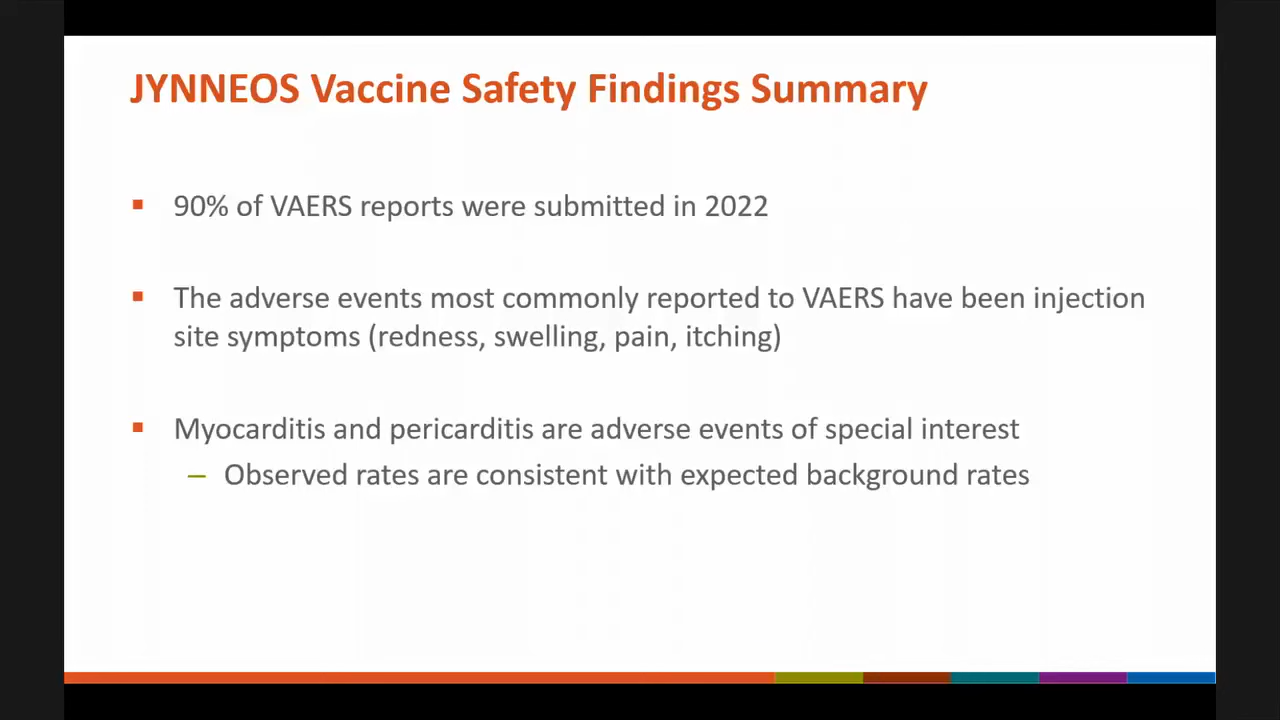 JYNNEOS Vaccine Safety Findings Summary
90% of VAERS reports were submitted in 2022
The adverse events most commonly reported to VAERS have been injection
site symptoms (redness, swelling, pain, itching)
Myocarditis and pericarditis are adverse events of special interest
– Observed rates are consistent with expected background rates